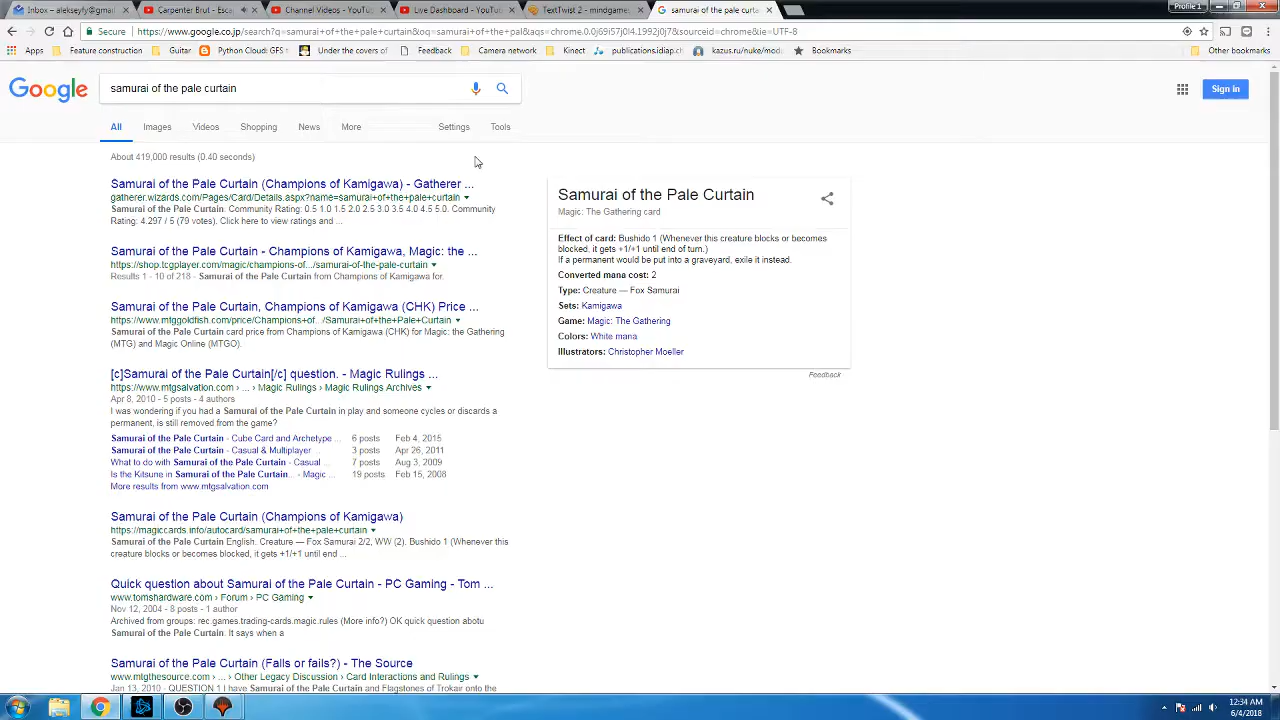 Inbox – alekseyfy@gmail
Carpenter Brut - Escap
Channel Videos - YouTu
Live Dashboard - YouTu
TextTwist 2 - mindgames
samurai of the pale curt
Profile 1
Secure
https://www.google.co.jp/search?q=samurai+of+the+pale+curtain&oq=samurai+of+the+pale&aqs=chrome.0.0j69i57j0l4.1992j0j7&sourceid=chrome&ie=UTF-8
Apps
Feature construction
Guitar
Python Cloud: GFS
Under the covers of
Feedback
Camera network
Kinect
publications.idiap.ch
kazus.ru/nuke/modu
Bookmarks
Other bookmarks
Google
samurai of the pale curtain
Sign in
All
Images
Videos
Shopping
News
More
Settings
Tools
About 419,000 results (0.40 seconds)
Samurai of the Pale Curtain (Champions of Kamigawa) - Gatherer ...
gatherer.wizards.com/Pages/Card/Details.aspx?name=samurai+of+the+pale+curtain
Samurai of the Pale Curtain. Community Rating: 0.5 1.0 1.5 2.0 2.5 3.0 3.5 4.0 4.5 5.0. Community
Rating: 4.297 / 5 (79 votes). Click here to view ratings and ...
Samurai of the Pale Curtain - Champions of Kamigawa, Magic: the ...
https://shop.tcgplayer.com/magic/champions-of.../samurai-of-the-pale-curtain
Results 1 - 10 of 218 - Samurai of the Pale Curtain from Champions of Kamigawa for.
Samurai of the Pale Curtain, Champions of Kamigawa (CHK) Price ...
https://www.mtggoldfish.com/price/Champions+of.../Samurai+of+the+Pale+Curtain
Samurai of the Pale Curtain card price from Champions of Kamigawa (CHK) for Magic: the Gathering
(MTG) and Magic Online (MTGO).
[c]Samurai of the Pale Curtain[/c] question. - Magic Rulings ...
https://www.mtgsalvation.com › ... › Magic Rulings › Magic Rulings Archives
Apr 8, 2010 - 5 posts - 4 authors
I was wondering if you had a Samurai of the Pale Curtain in play and someone cycles or discards a
permanent, is still removed from the game?
Samurai of the Pale Curtain - Cube Card and Archetype ... 6 posts Feb 4, 2015
Samurai of the Pale Curtain - Casual & Multiplayer ... 3 posts Apr 26, 2011
What to do with Samurai of the Pale Curtain - Casual ... 7 posts Aug 3, 2009
Is the Kitsune in Samurai of the Pale Curtain... - Magic ... 19 posts Feb 15, 2008
More results from www.mtgsalvation.com
Samurai of the Pale Curtain (Champions of Kamigawa)
https://magiccards.info/autocard/samurai+of+the+pale+curtain
Samurai of the Pale Curtain English. Creature — Fox Samurai 2/2, WW (2). Bushido 1 (Whenever this
creature blocks or becomes blocked, it gets +1/+1 until end ...
Quick question about Samurai of the Pale Curtain - PC Gaming - Tom ...
www.tomshardware.com › Forum › PC Gaming
Nov 12, 2004 - 8 posts - 1 author
Archived from groups: rec.games.trading-cards.magic.rules (More info?) OK quick question abotu
Samurai of the Pale Curtain. It says when a
Samurai of the Pale Curtain (Falls or fails?) - The Source
www.mtgthesource.com › ... › Other Legacy Discussion › Card Interactions and Rulings
Jan 13, 2010 - QUESTION 1 I have Samurai of the Pale Curtain and Flagstones of Trokar onto the
Samurai of the Pale Curtain
Magic: The Gathering card
Effect of card: Bushido 1 (Whenever this creature blocks or becomes
blocked, it gets +1/+1 until end of turn.)
If a permanent would be put into a graveyard, exile it instead.
Converted mana cost: 2
Type: Creature — Fox Samurai
Sets: Kamigawa
Game: Magic: The Gathering
Colors: White mana
Illustrators: Christopher Moeller
Feedback
12:34 AM
6/4/2018